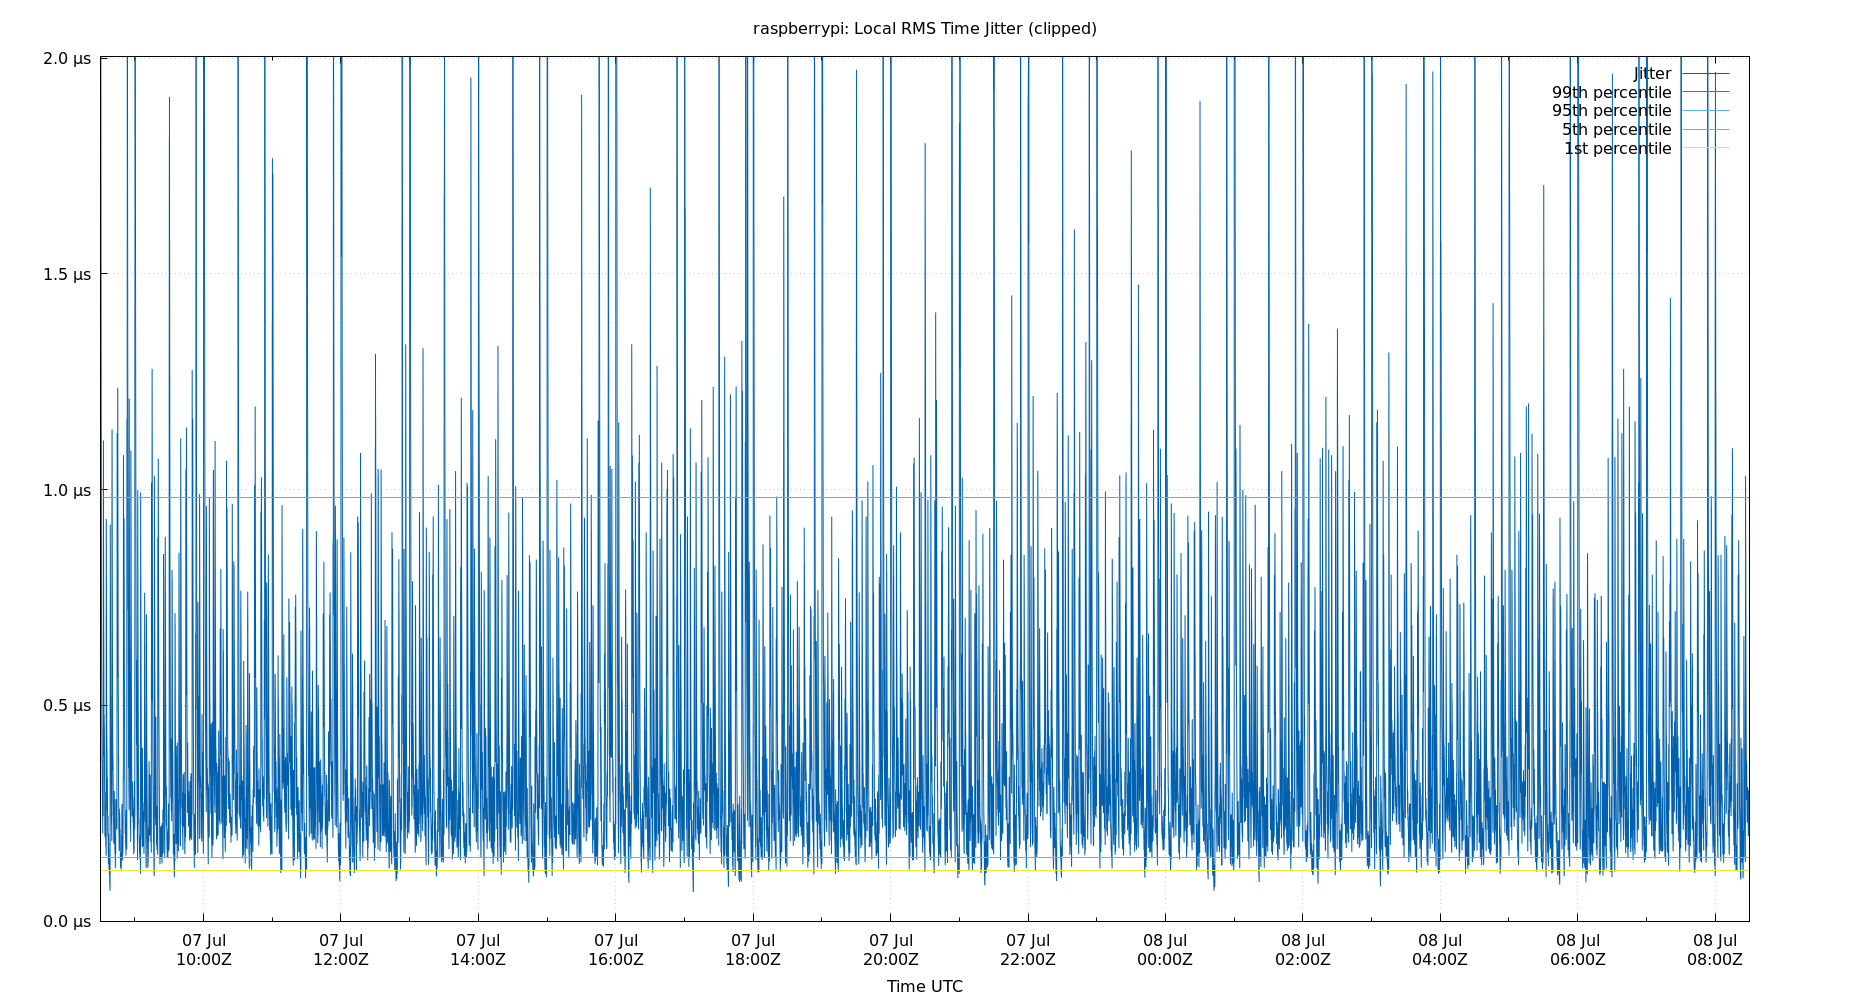 raspberrypi: Local RMS Time Jitter (clipped)
2.0 µs
1.5 µs
1.0 µs
0.5 µs
0.0 µs
Jitter
99th percentile
95th percentile
5th percentile
1st percentile
07 Jul 07 Jul 07 Jul 07 Jul 07 Jul 07 Jul 07 Jul 08 Jul 08 Jul 08 Jul 08 Jul 08 Jul
10:00Z 12:00Z 14:00Z 16:00Z 18:00Z 20:00Z 22:00Z 00:00Z 02:00Z 04:00Z 06:00Z 08:00Z
Time UTC